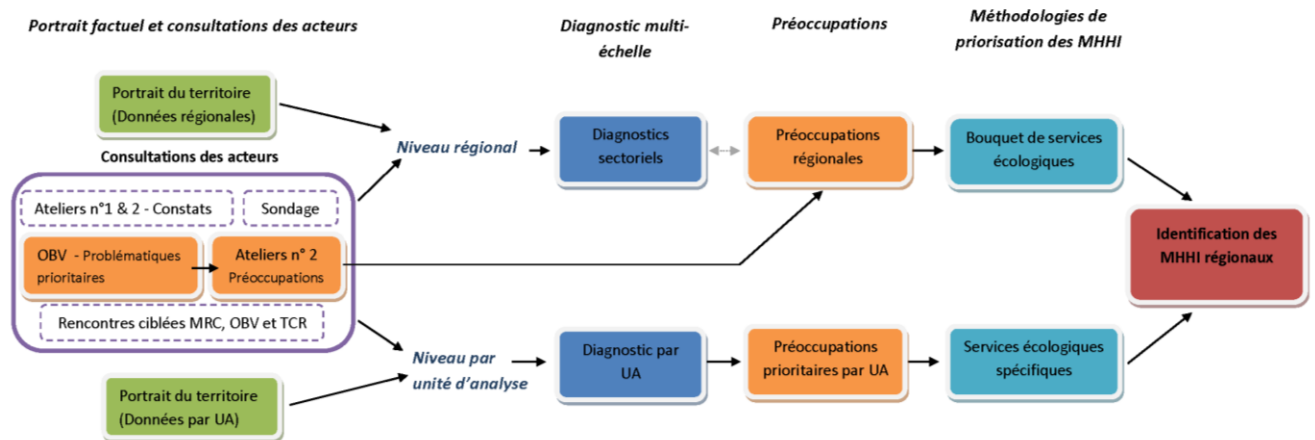 Portrait factuel et consultations des acteurs
Diagnostic multi-
échelle
Préoccupations
Méthodologies de
priorisation des MHHI
Portrait du territoire
(Données régionales)
Consultations des acteurs
Ateliers n°1 & 2 - Constats
Sondage
OBV - Problématiques
prioritaires
Ateliers n° 2
Préoccupations
Rencontres ciblées MRC, OBV et TCR
Portrait du territoire
(Données par UA)
Niveau régional
Diagnostics
sectoriels
Préoccupations
régionales
Bouquet de services
écologiques
Niveau par
unité d'analyse
Diagnostic par
UA
Préoccupations
prioritaires par UA
Services écologiques
spécifiques
Identification des
MHHI régionaux